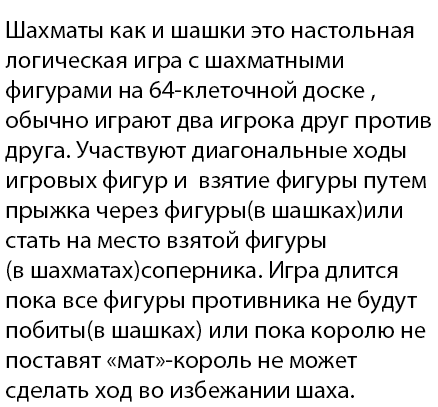 Шахматы как и шашки это настольная
логическая игра с шахматными
фигурами на 64-клеточной доске ,
обычно играют два игрока друг против
друга. Участвуют диагональные ходы
игровых фигур и  взятие фигуры путем
прыжка через фигуры(в шашках)или
стать на место взятой фигуры
(в шахматах)соперника. Игра длится
пока все фигуры противника не будут
побиты(в шашках) или пока королю не
поставят «мат»-король не может
сделать ход во избежании шаха.